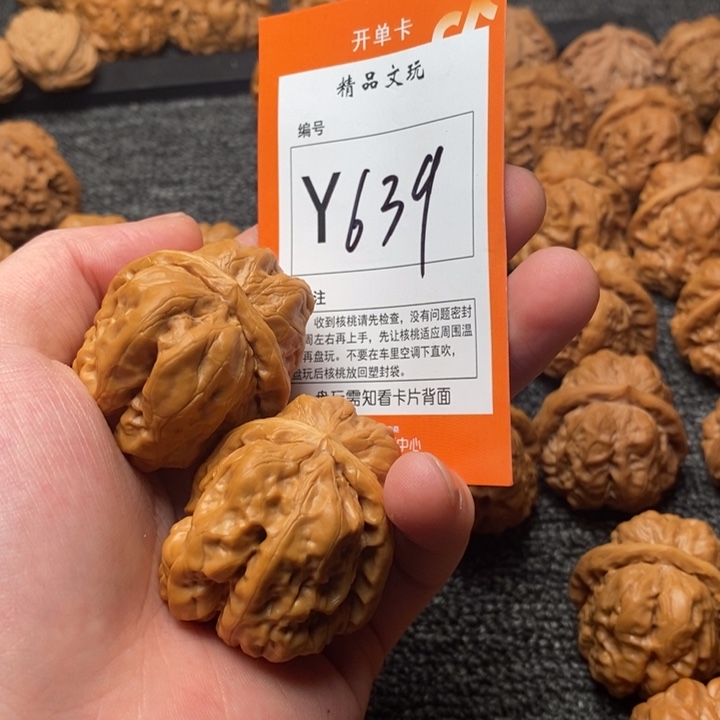 开单卡
精品文玩
编号
Y639
注
收到核桃请先检查，没有问题密封
周左右再上手，先让核桃适应周围温
再盘玩。不要在车里空调下直吹，
盘玩后核桃放回塑封袋。
盘玩需知看卡片背面
中心